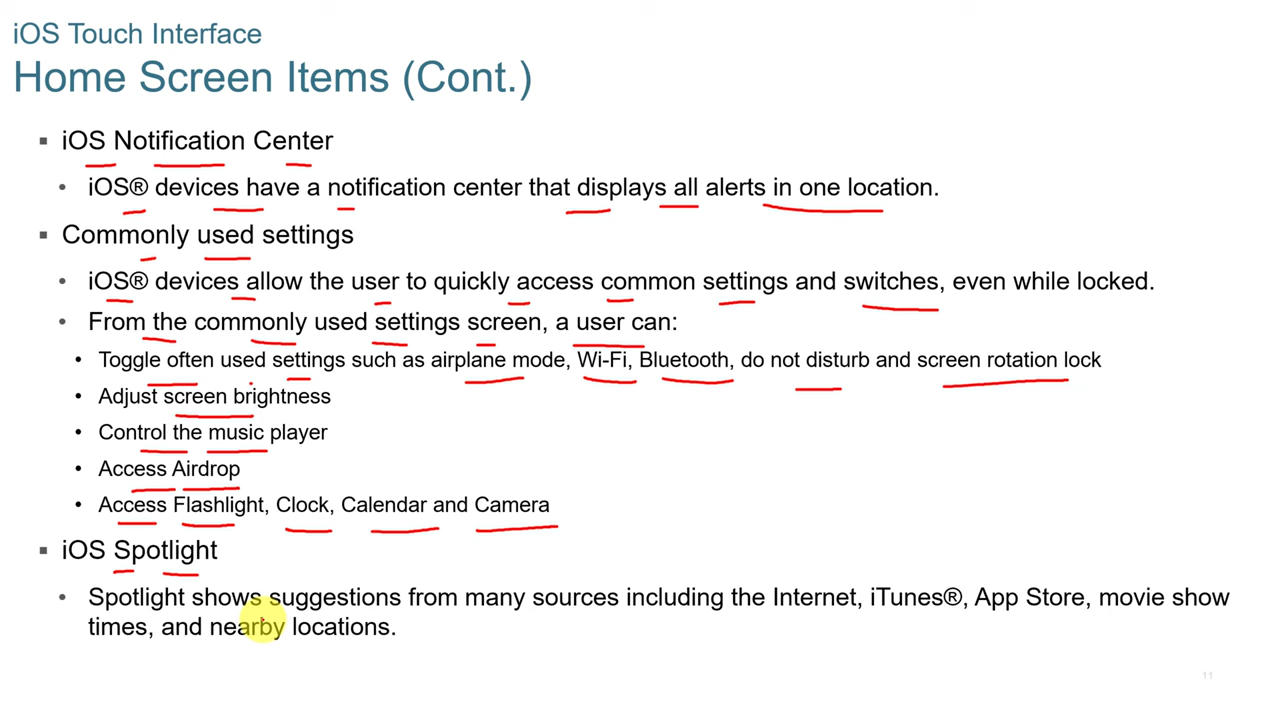 iOS Touch Interface
Home Screen Items (Cont.)
▪ iOS Notification Center
• iOS® devices have a notification center that displays all alerts in one location.
▪ Commonly used settings
• iOS® devices allow the user to quickly access common settings and switches, even while locked.
• From the commonly used settings screen, a user can:
• Toggle often used settings such as airplane mode, Wi-Fi, Bluetooth, do not disturb and screen rotation lock
• Adjust screen brightness
• Control the music player
• Access Airdrop
• Access Flashlight, Clock, Calendar and Camera
▪ iOS Spotlight
• Spotlight shows suggestions from many sources including the Internet, iTunes®, App Store, movie show
times, and nearby locations.
11